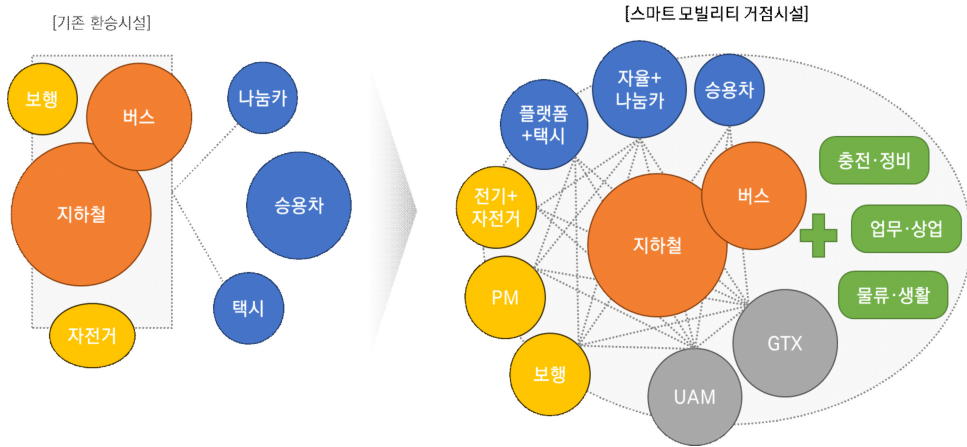 [기존 환승시설]
보행
버스
지하철
자전거
나눔카
승용차
택시
[스마트 모빌리티 거점시설]
플랫폼
+택시
자율+
나눔카
승용차
전기+
자전거
PM
보행
지하철
버스
GTX
UAM
충전·정비
업무·상업
물류·생활